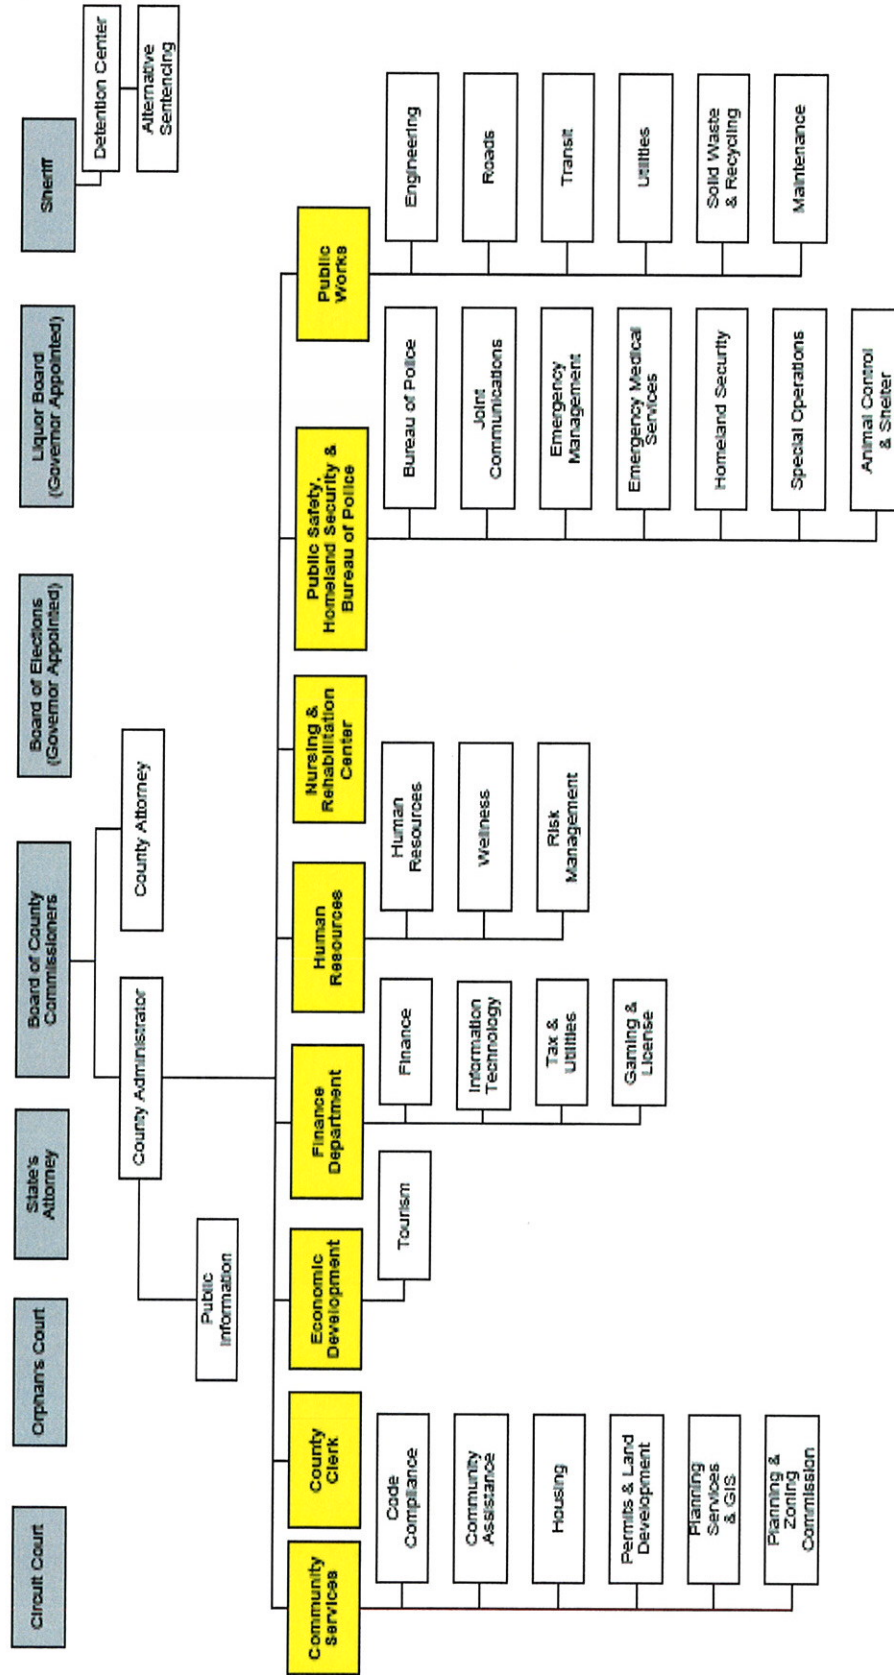 Circuit Court
Orphan's Court
State's
Attorney
Board of County
Commissioners
Board of Elections
(Governor Appointed)
Liquor Board
(Governor Appointed)
Sheriff
Detention Center
Alternative
Sentencing
County Administrator
County Attorney
Public
Information
Community
Services
County
Clerk
Economic
Development
Finance
Department
Human
Resources
Nursing &
Rehabilitation
Center
Public Safety,
Homeland Security &
Bureau of Police
Public
Works
Code
Compliance
Community
Assistance
Housing
Permits & Land
Development
Planning
Services
& GIS
Planning &
Zoning
Commission
Tourism
Finance
Information
Technology
Tax &
Utilities
Gaming &
License
Human
Resources
Wellness
Risk
Management
Bureau of Police
Joint
Communications
Emergency
Management
Emergency Medical
Services
Homeland Security
Special Operations
Animal Control
& Shelter
Engineering
Roads
Transit
Utilities
Solid Waste
& Recycling
Maintenance